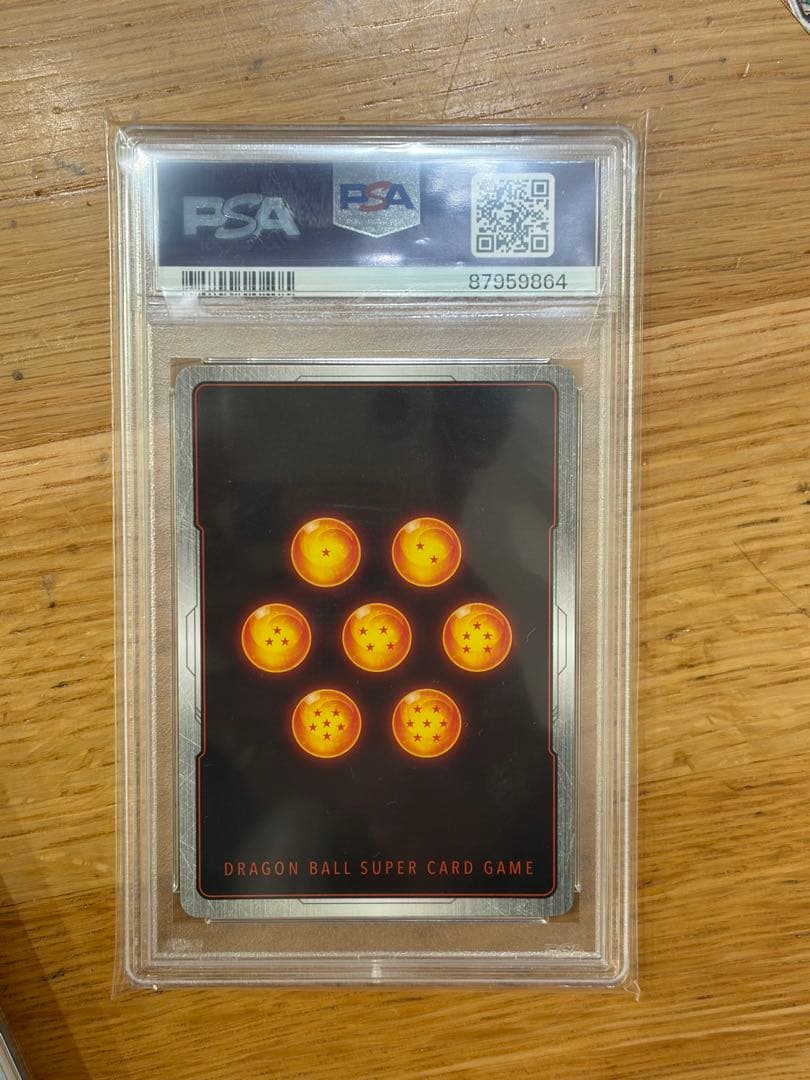 PSA PSA
87959864
DRAGON BALL SUPER CARD GAME